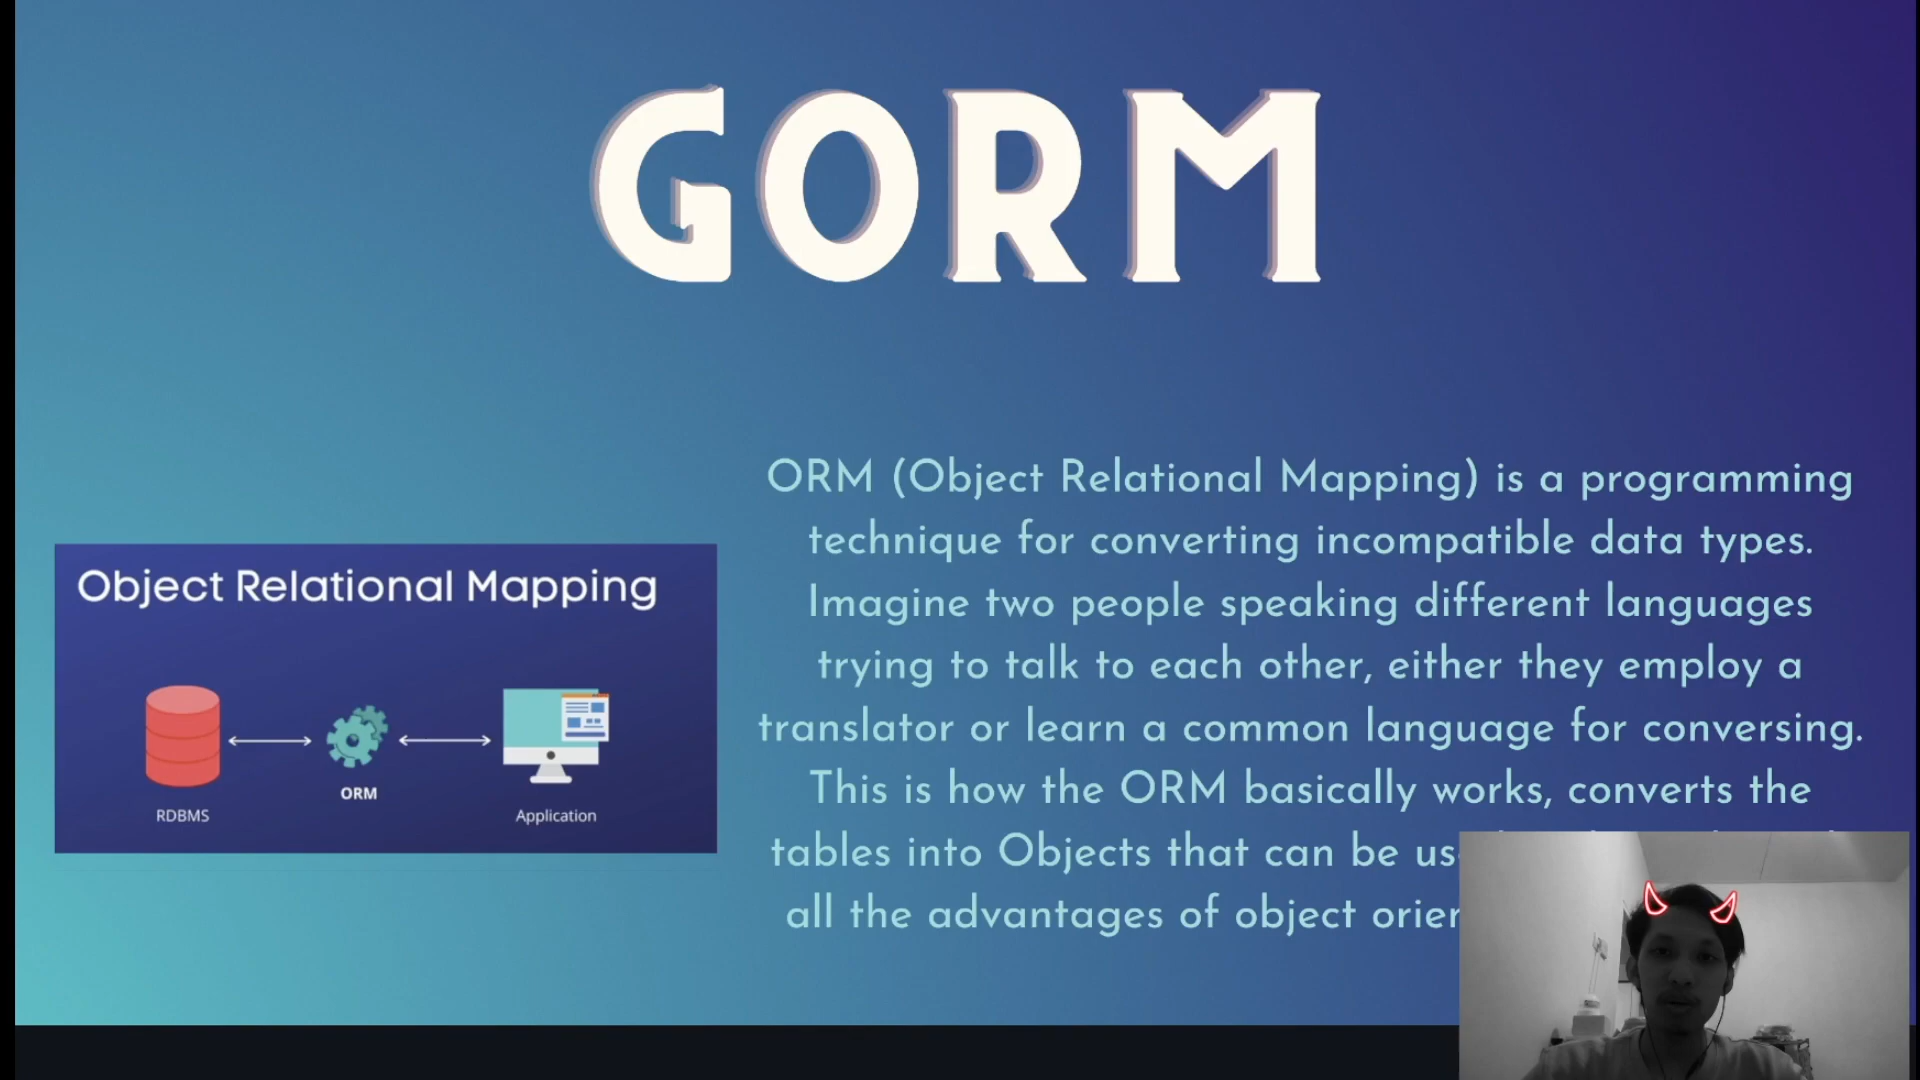 GORM
ORM (Object Relational Mapping) is a programming
technique for converting incompatible data types.
Imagine two people speaking different languages
trying to talk to each other, either they employ a
translator or learn a common language for conversing.
This is how the ORM basically works, converts the
tables into Objects that can be
all the advantages of object
Object Relational Mapping
RDBMS
ORM
Application